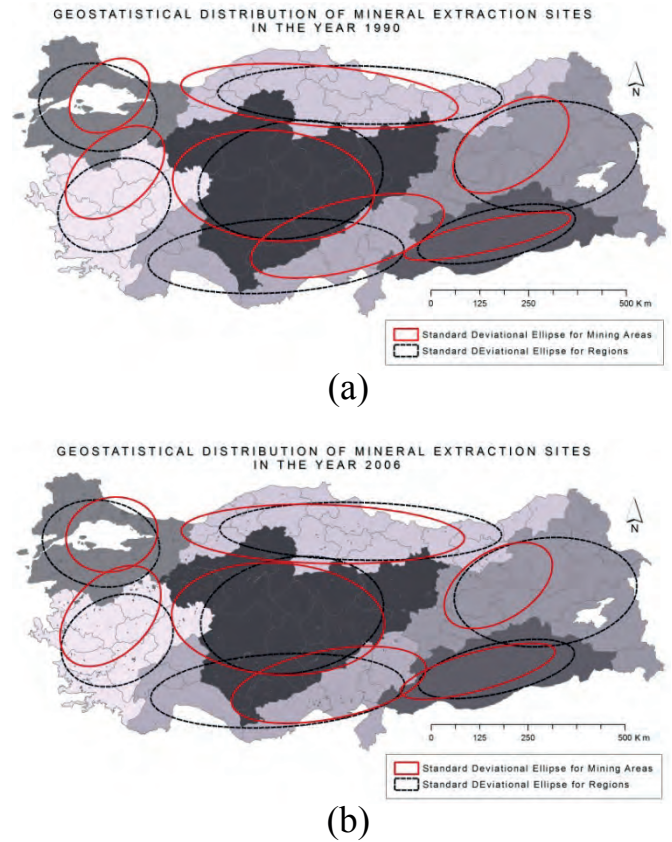 GEOSTATISTICAL DISTRIBUTION OF MINERAL EXTRACTION SITES
IN THE YEAR 1990
N
0 125 250 500 Km
Standard Deviational Ellipse for Mining Areas
Standard DEviational Ellipse for Regions
(a)
GEOSTATISTICAL DISTRIBUTION OF MINERAL EXTRACTION SITES
IN THE YEAR 2006
N
0 125 250 500 Km
Standard Deviational Ellipse for Mining Areas
Standard DEviational Ellipse for Regions
(b)